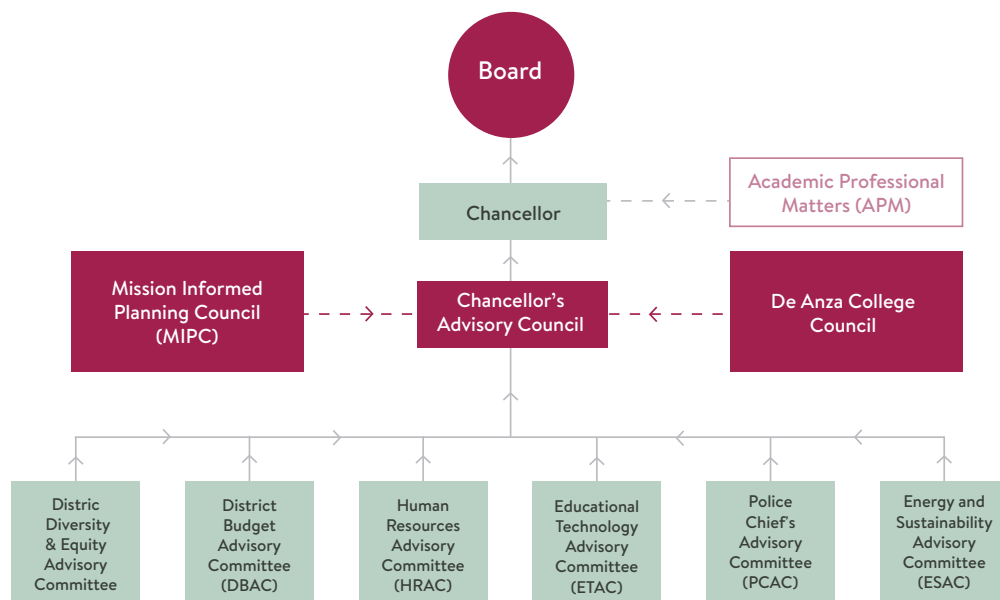 Board
Chancellor
Academic Professional
Matters (APM)
Mission Informed
Planning Council
(MIPC)
Chancellor's
Advisory Council
De Anza College
Council
Distric
Diversity
& Equity
Advisory
Committee
District
Budget
Advisory
Committee
(DBAC)
Human
Resources
Advisory
Committee
(HRAC)
Educational
Technology
Advisory
Committee
(ETAC)
Police
Chief's
Advisory
Committee
(PCAC)
Energy and
Sustainability
Advisory
Committee
(ESAC)